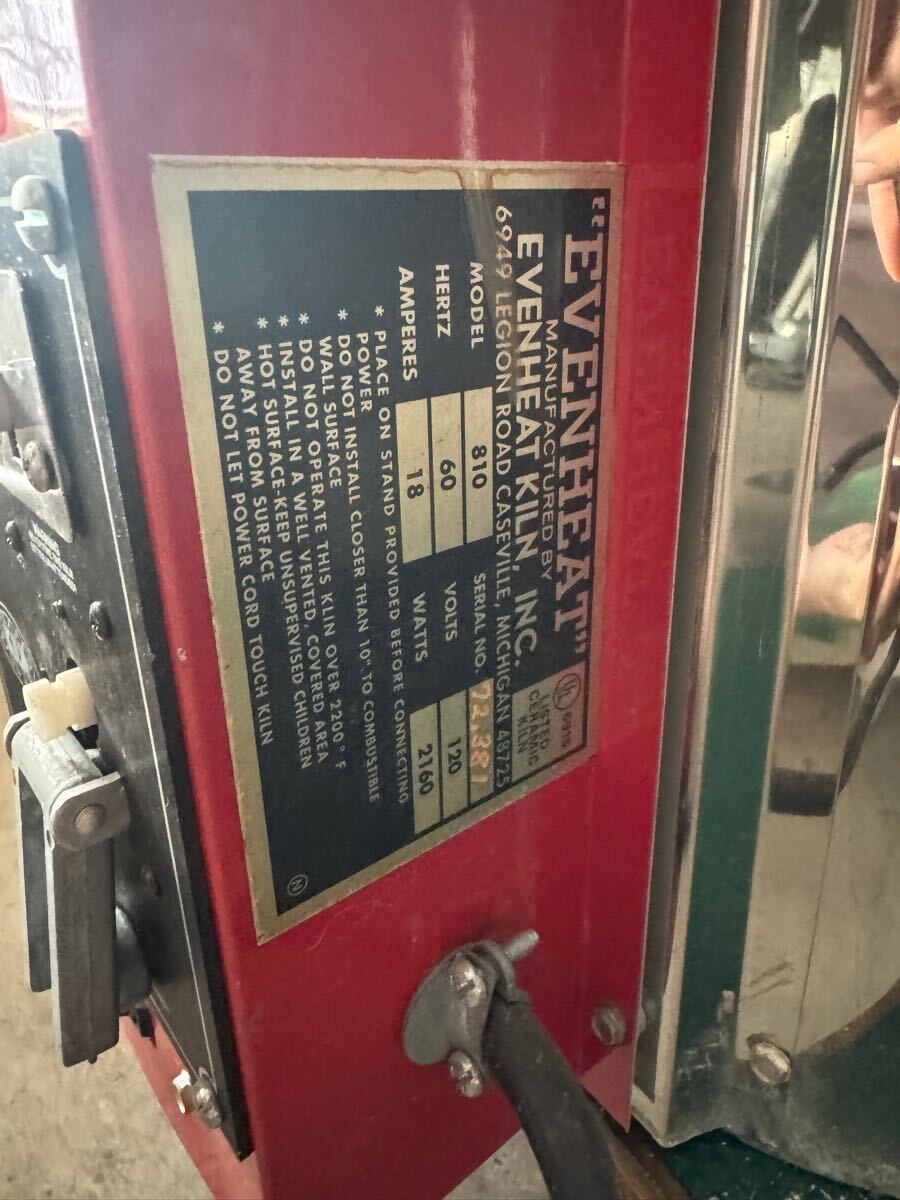 "EVENHEAT"
MANUFACTURED BY
EVENHEAT KILN, INC.
6949 LEGION ROAD CASEVILLE, MICHIGAN 48725
UL 691S
LISTED
CERAMIC
KILN
MODEL 810 SERIAL NO.
HERTZ 60 VOLTS 120
AMPERES 18 WATTS 2160
* PLACE ON STAND PROVIDED BEFORE CONNECTING
POWER
* DO NOT INSTALL CLOSER THAN 10", TO COMBUSTIBLE
WALL SURFACE
* DO NOT OPERATE THIS KLIN OVER 2200° F
* INSTALL IN A WELL VENTED, COVERED AREA
* HOT SURFACE-KEEP UNSUPERVISED CHILDREN
AWAY FROM SURFACE
* DO NOT LET POWER CORD TOUCH KILN
N